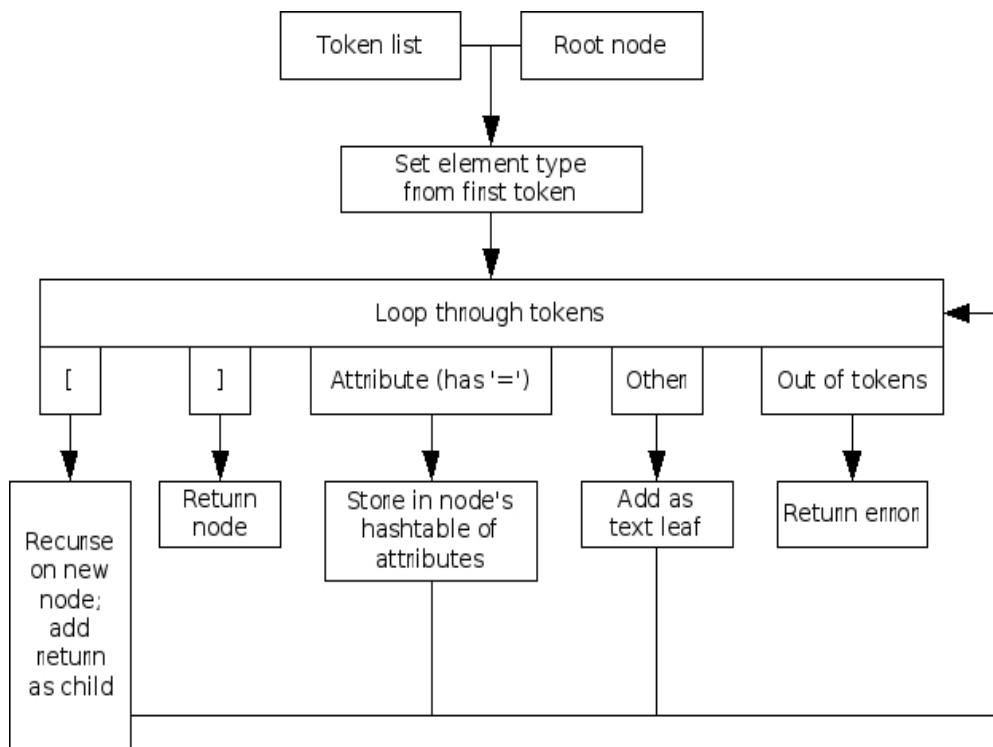 Token list
Root node
Set element type
from first token
Loop through tokens
[
]
Attribute (has '=')
Other
Out of tokens
Recurse
on new
node;
add
return
as child
Return
node
Store in node's
hashtable of
attributes
Add as
text leaf
Return error